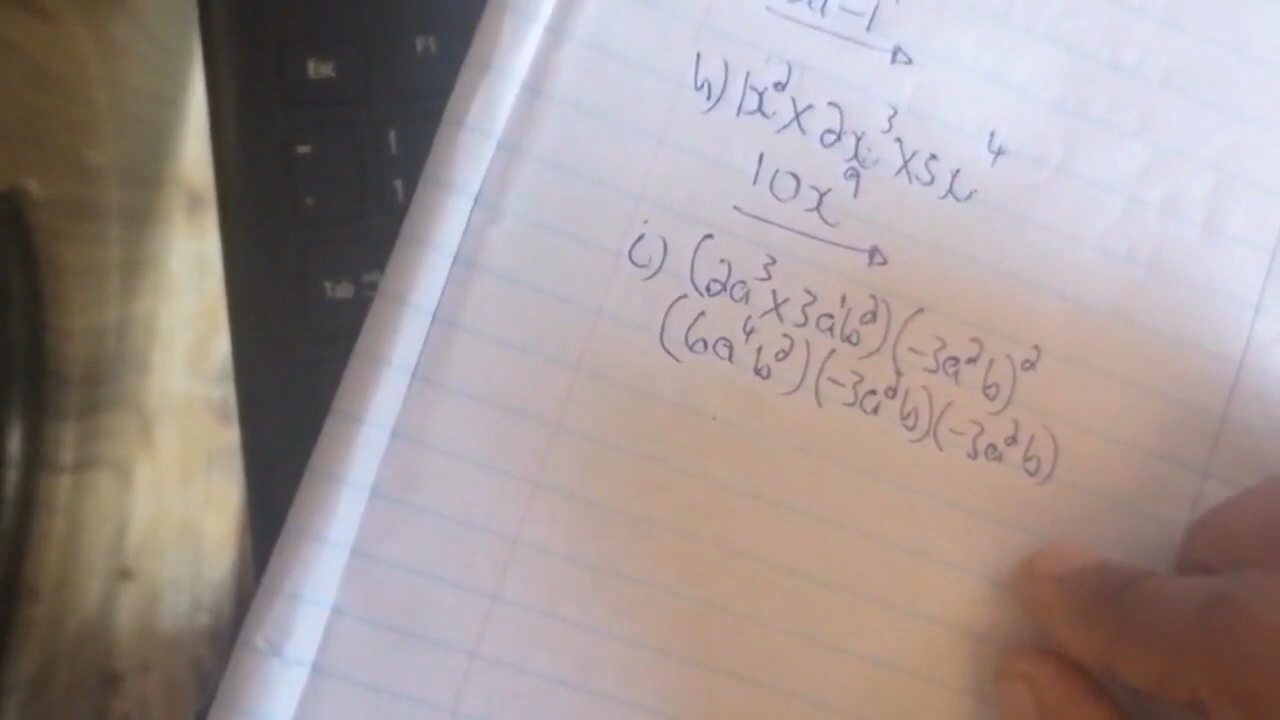 Esc
F1
Tab
h) 1x² × 2x³ × 5x⁴
10x⁹
i) (2a³ × 3a¹b²)(-3a²b)²
(6a⁴b²)(-3a²b)(-3a²b)